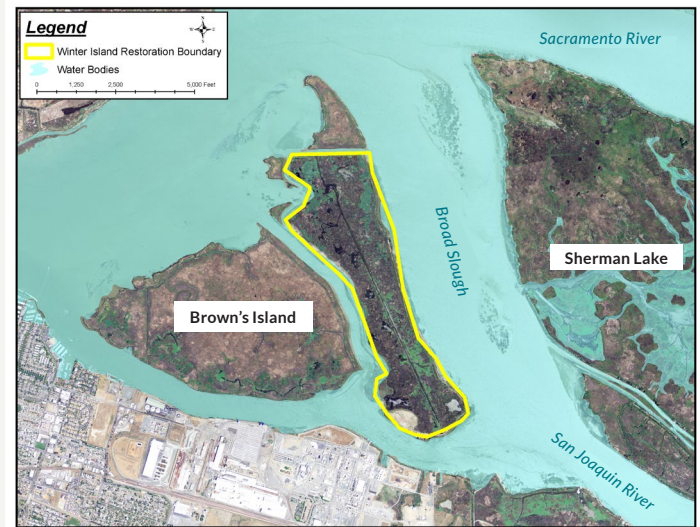 Legend
N
W E
S
Winter Island Restoration Boundary
Water Bodies
0 1,250 2,500 5,000 Feet
Sacramento River
Broad Slough
Sherman Lake
Brown's Island
San Joaquin River